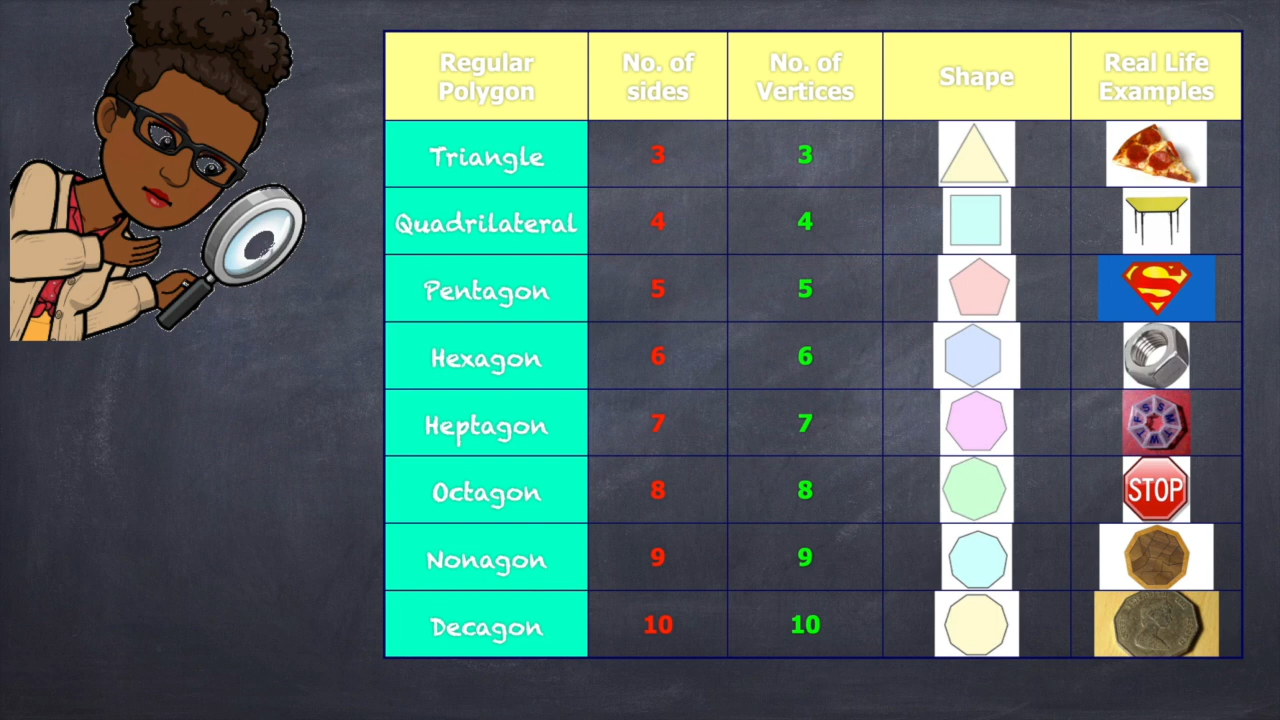 Regular Polygon No. of sides No. of Vertices Shape Real Life Examples
Triangle 3 3
Quadrilateral 4 4
Pentagon 5 5
S
Hexagon 6 6
Heptagon 7 7
S S M T W T F
Octagon 8 8
STOP
Nonagon 9 9
Decagon 10 10